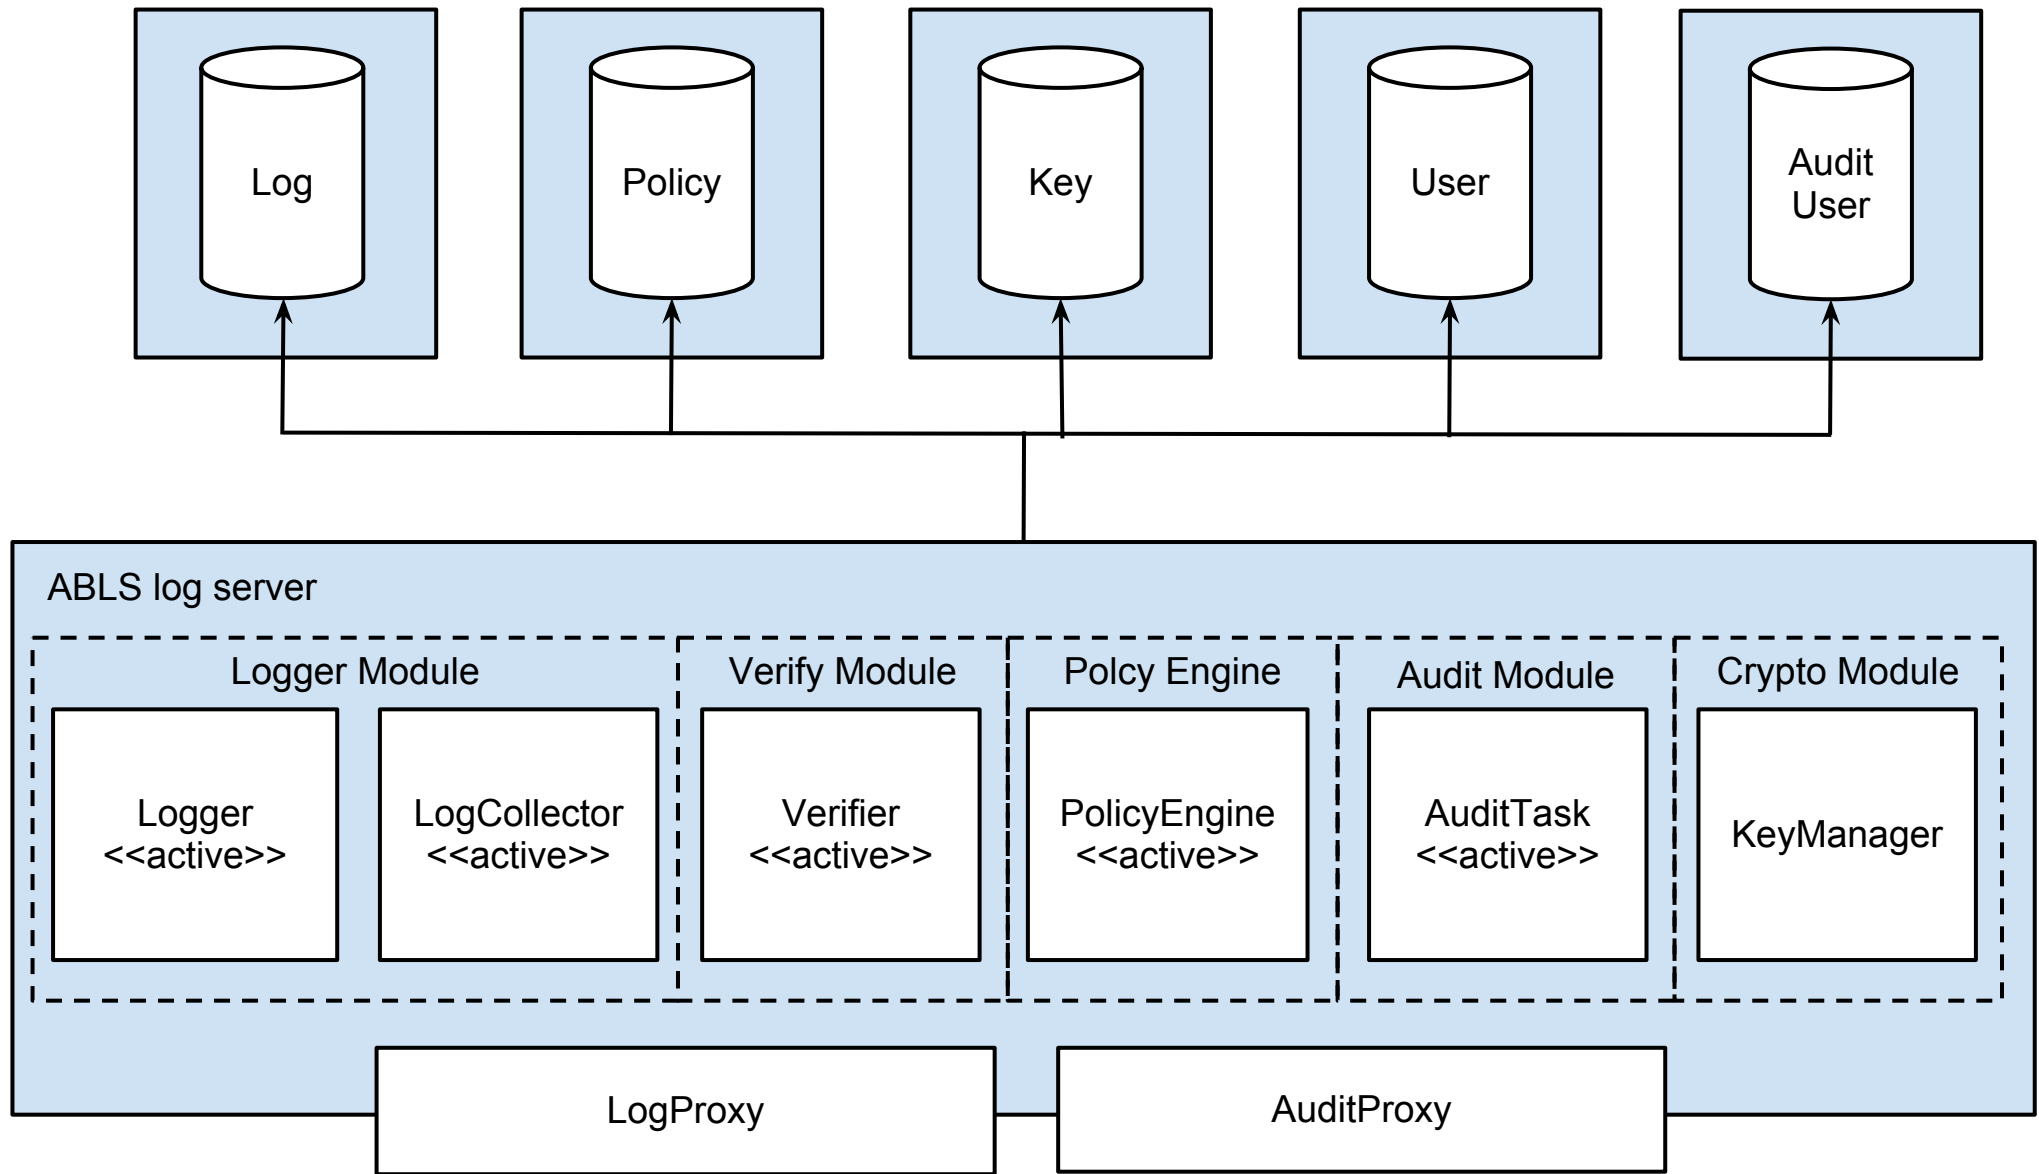 Log
Policy
Key
User
Audit
User
ABLS log server
Logger Module
Verify Module
Polcy Engine
Audit Module
Crypto Module
Logger
<<active>>
LogCollector
<<active>>
Verifier
<<active>>
PolicyEngine
<<active>>
AuditTask
<<active>>
KeyManager
LogProxy
AuditProxy